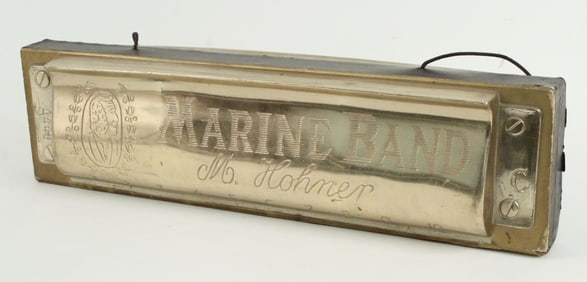 MARINE BAND
M. Hohner
C